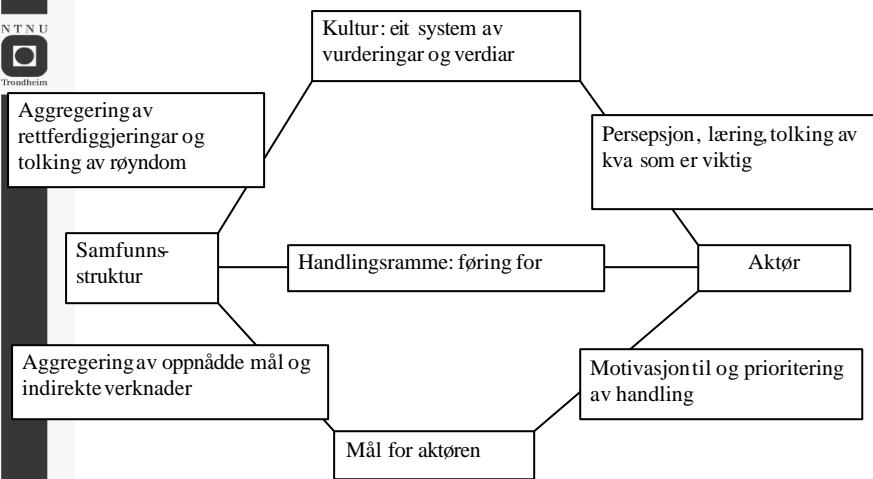 NTNU
Trondheim
Kultur: eit system av
vurderingar og verdiar
Aggregering av
rettferdiggjeringar og
tolking av røyndom
Persepsjon, læring, tolking av
kva som er viktig
Samfunns-
struktur
Handlingsramme: føring for
Aktør
Aggregering av oppnådde mål og
indirekte verknader
Motivasjon til og prioritering
av handling
Mål for aktøren